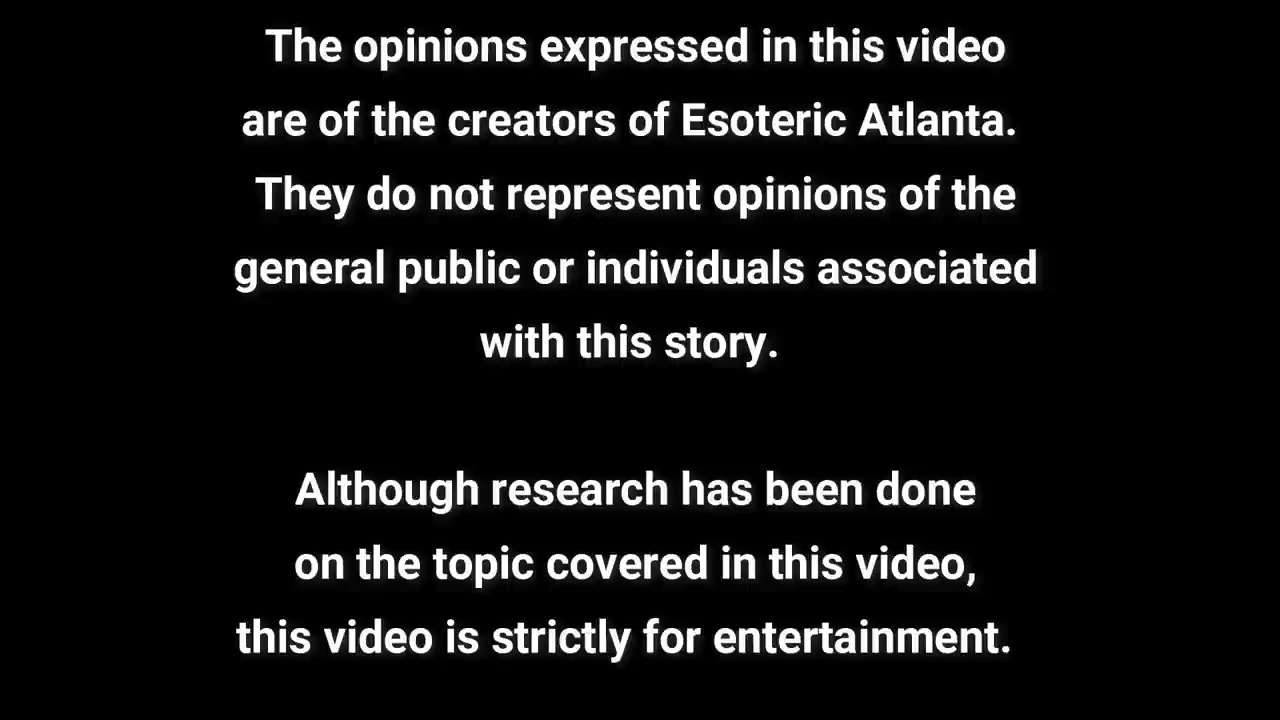 The opinions expressed in this video
are of the creators of Esoteric Atlanta.
They do not represent opinions of the
general public or individuals associated
with this story.
Although research has been done
on the topic covered in this video,
this video is strictly for entertainment.